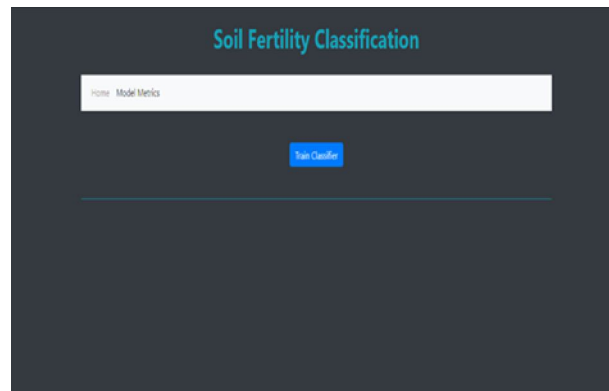 Soil Fertility Classification
Home Model Metrics
Train Classifier